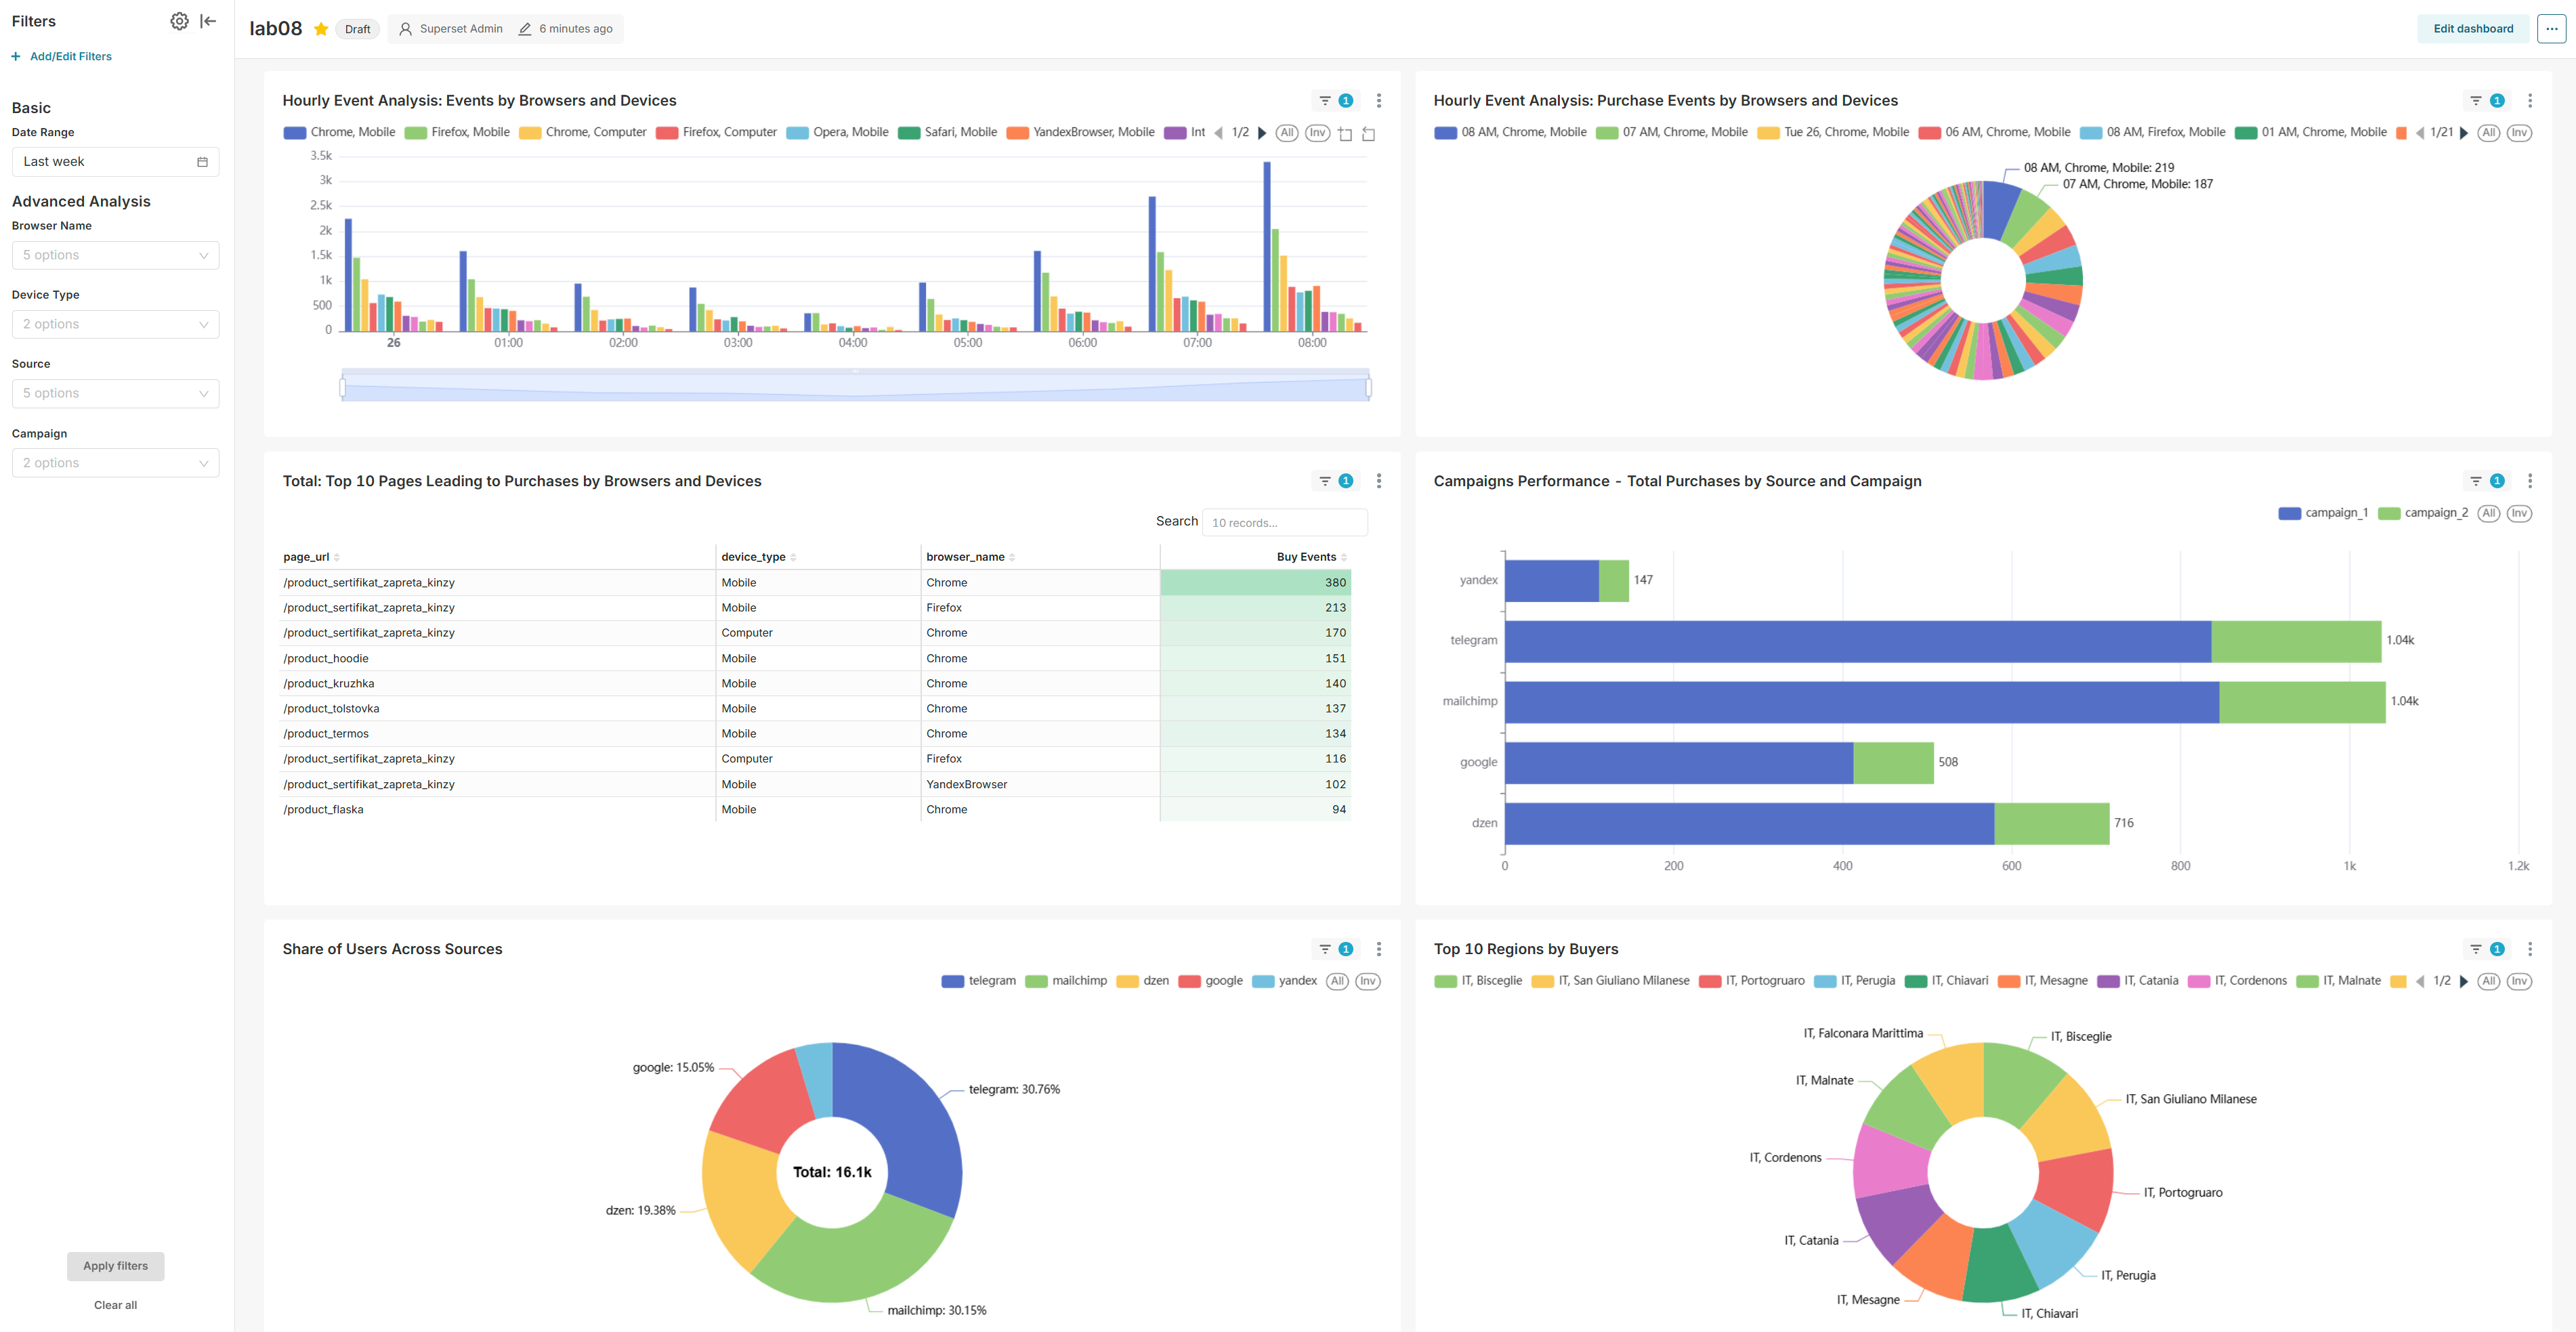 Filters
Add/Edit Filters
Basic
Date Range
Last week
Advanced Analysis
Browser Name
5 options
Device Type
2 options
Source
5 options
Campaign
2 options
Apply filters
Clear all
lab08 Draft Superset Admin 6 minutes ago Edit dashboard
Hourly Event Analysis: Events by Browsers and Devices 1
Chrome, Mobile Firefox, Mobile Chrome, Computer Firefox, Computer Opera, Mobile Safari, Mobile YandexBrowser, Mobile Int 1/2 All Inv
3.5k
3k
2.5k
2k
1.5k
1k
500
0
26 01:00 02:00 03:00 04:00 05:00 06:00 07:00 08:00
Hourly Event Analysis: Purchase Events by Browsers and Devices 1
08 AM, Chrome, Mobile 07 AM, Chrome, Mobile Tue 26, Chrome, Mobile 06 AM, Chrome, Mobile 08 AM, Firefox, Mobile 01 AM, Chrome, Mobile 1/21 All Inv
08 AM, Chrome, Mobile: 219
07 AM, Chrome, Mobile: 187
Total: Top 10 Pages Leading to Purchases by Browsers and Devices 1
Search 10 records...
page_url device_type browser_name Buy Events
/product_sertifikat_zapreta_kinzy Mobile Chrome 380
/product_sertifikat_zapreta_kinzy Mobile Firefox 213
/product_sertifikat_zapreta_kinzy Computer Chrome 170
/product_hoodie Mobile Chrome 151
/product_kruzhka Mobile Chrome 140
/product_tolstovka Mobile Chrome 137
/product_termos Mobile Chrome 134
/product_sertifikat_zapreta_kinzy Computer Firefox 116
/product_sertifikat_zapreta_kinzy Mobile YandexBrowser 102
/product_flaska Mobile Chrome 94
Campaigns Performance - Total Purchases by Source and Campaign 1
campaign_1 campaign_2 All Inv
yandex 147
telegram 1.04k
mailchimp 1.04k
google 508
dzen 716
0 200 400 600 800 1k 1.2k
Share of Users Across Sources 1
telegram mailchimp dzen google yandex All Inv
google: 15.05%
telegram: 30.76%
Total: 16.1k
dzen: 19.38%
mailchimp: 30.15%
Top 10 Regions by Buyers 1
IT, Bisceglie IT, San Giuliano Milanese IT, Portogruaro IT, Perugia IT, Chiavari IT, Mesagne IT, Catania IT, Cordenons IT, Malnate 1/2 All Inv
IT, Falconara Marittima
IT, Bisceglie
IT, Malnate
IT, San Giuliano Milanese
IT, Cordenons
IT, Portogruaro
IT, Catania
IT, Perugia
IT, Mesagne
IT, Chiavari